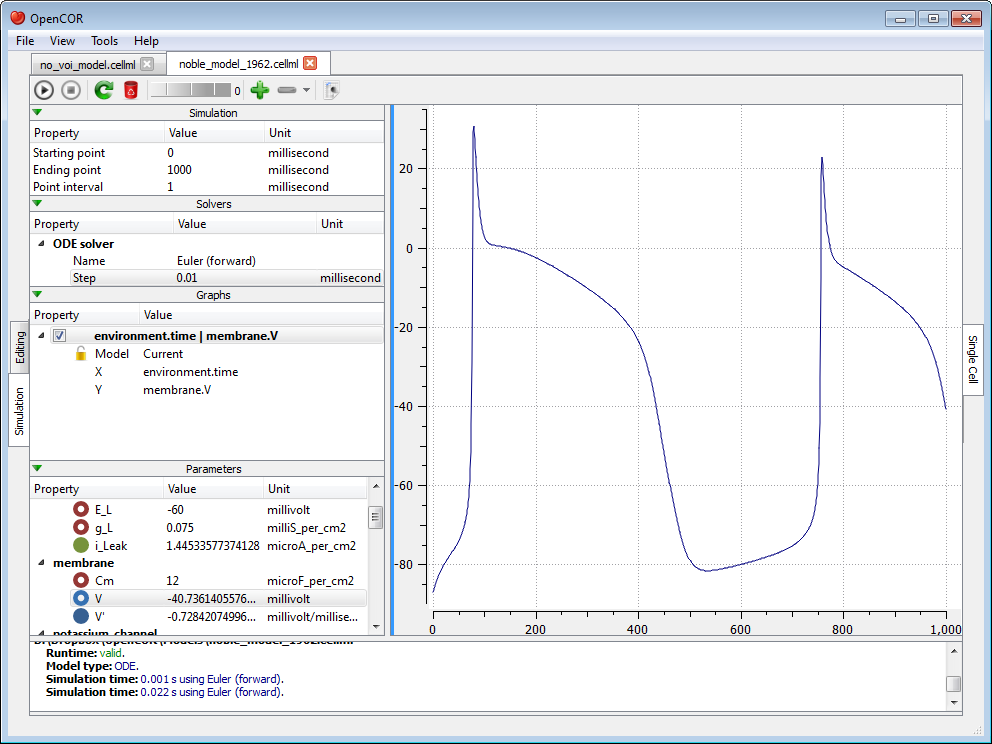 OpenCOR
File View Tools Help
no_voi_model.cellml noble_model_1962.cellml
0
Simulation
Property Value Unit
Starting point 0 millisecond
Ending point 1000 millisecond
Point interval 1 millisecond
Solvers
Property Value Unit
ODE solver
Name Euler (forward)
Step 0.01 millisecond
Graphs
Property Value
environment.time | membrane.V
Model Current
X environment.time
Y membrane.V
Parameters
Property Value Unit
E_L -60 millivolt
g_L 0.075 milliS_per_cm2
i_Leak 1.44533577374128 microA_per_cm2
membrane
Cm 12 microF_per_cm2
V -40.7361405576... millivolt
V' -0.72842074996... millivolt/millise...
potassium_channel
Editing
Simulation
20
0
-20
-40
-60
-80
0 200 400 600 800 1,000
Single Cell
D:\Dropbox\OpenCOR\Models\noble_model_1962.cellml
Runtime: valid.
Model type: ODE.
Simulation time: 0.001 s using Euler (forward).
Simulation time: 0.022 s using Euler (forward).